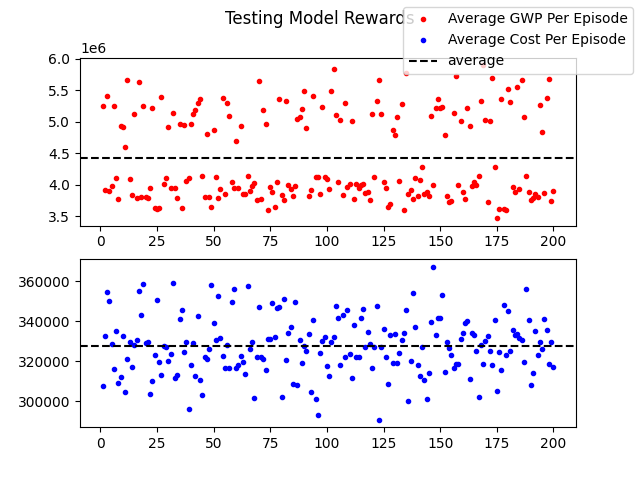 Testing Model Rewards
Average GWP Per Episode
Average Cost Per Episode
average
1e6
6.0
5.5
5.0
4.5
4.0
3.5
0 25 50 75 100 125 150 175 200
360000
340000
320000
300000
0 25 50 75 100 125 150 175 200